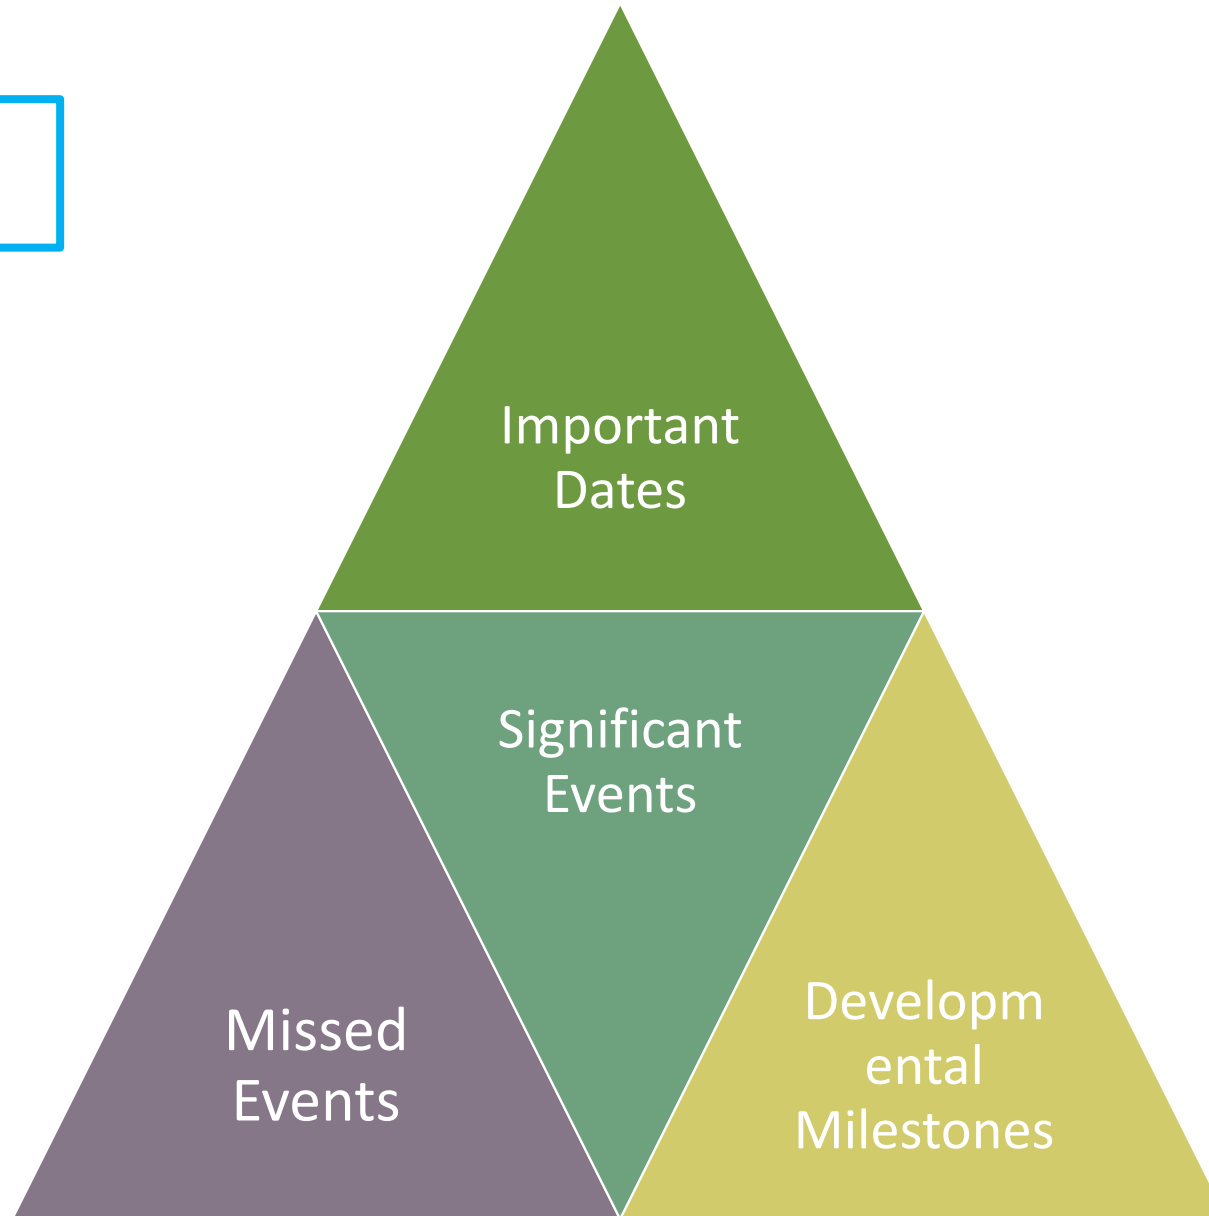 Important
Dates
Significant
Events
Missed
Events
Developm
ental
Milestones